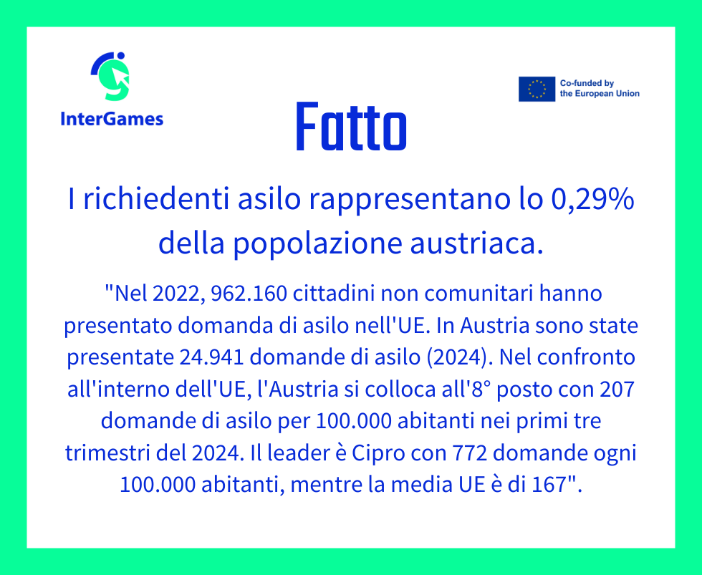 InterGames
Co-funded by
the European Union
Fatto
I richiedenti asilo rappresentano lo 0,29%
della popolazione austriaca.
"Nel 2022, 962.160 cittadini non comunitari hanno
presentato domanda di asilo nell'UE. In Austria sono state
presentate 24.941 domande di asilo (2024). Nel confronto
all'interno dell'UE, l'Austria si colloca all'8° posto con 207
domande di asilo per 100.000 abitanti nei primi tre
trimestri del 2024. Il leader è Cipro con 772 domande ogni
100.000 abitanti, mentre la media UE è di 167".